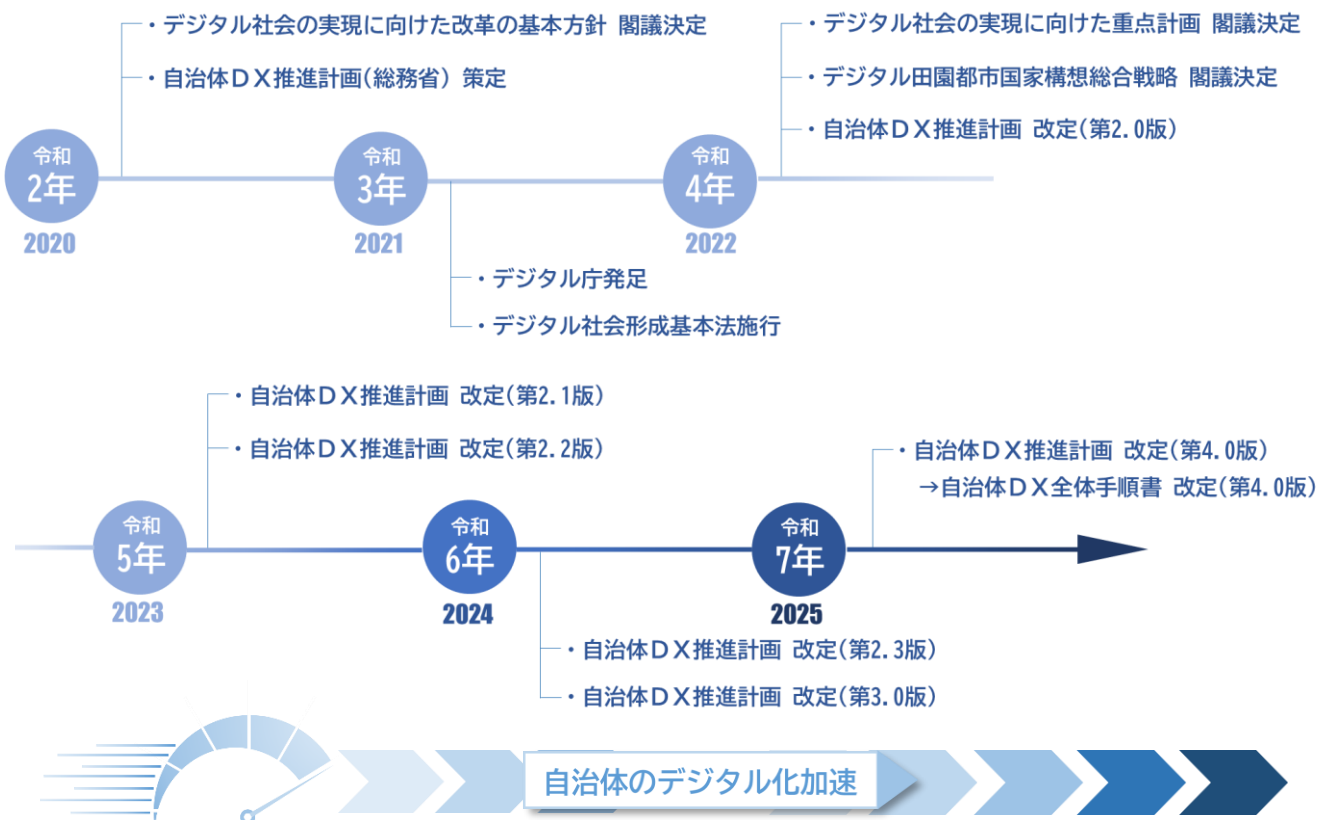 ・デジタル社会の実現に向けた改革の基本方針 閣議決定
・自治体ＤＸ推進計画(総務省) 策定
令和
2年
2020
令和
3年
2021
・デジタル庁発足
・デジタル社会形成基本法施行
・デジタル社会の実現に向けた重点計画 閣議決定
・デジタル田園都市国家構想総合戦略 閣議決定
・自治体ＤＸ推進計画 改定(第2.0版)
令和
4年
2022
・自治体ＤＸ推進計画 改定(第2.1版)
・自治体ＤＸ推進計画 改定(第2.2版)
令和
5年
2023
令和
6年
2024
・自治体ＤＸ推進計画 改定(第2.3版)
・自治体ＤＸ推進計画 改定(第3.0版)
・自治体ＤＸ推進計画 改定(第4.0版)
→自治体ＤＸ全体手順書 改定(第4.0版)
令和
7年
2025
自治体のデジタル化加速